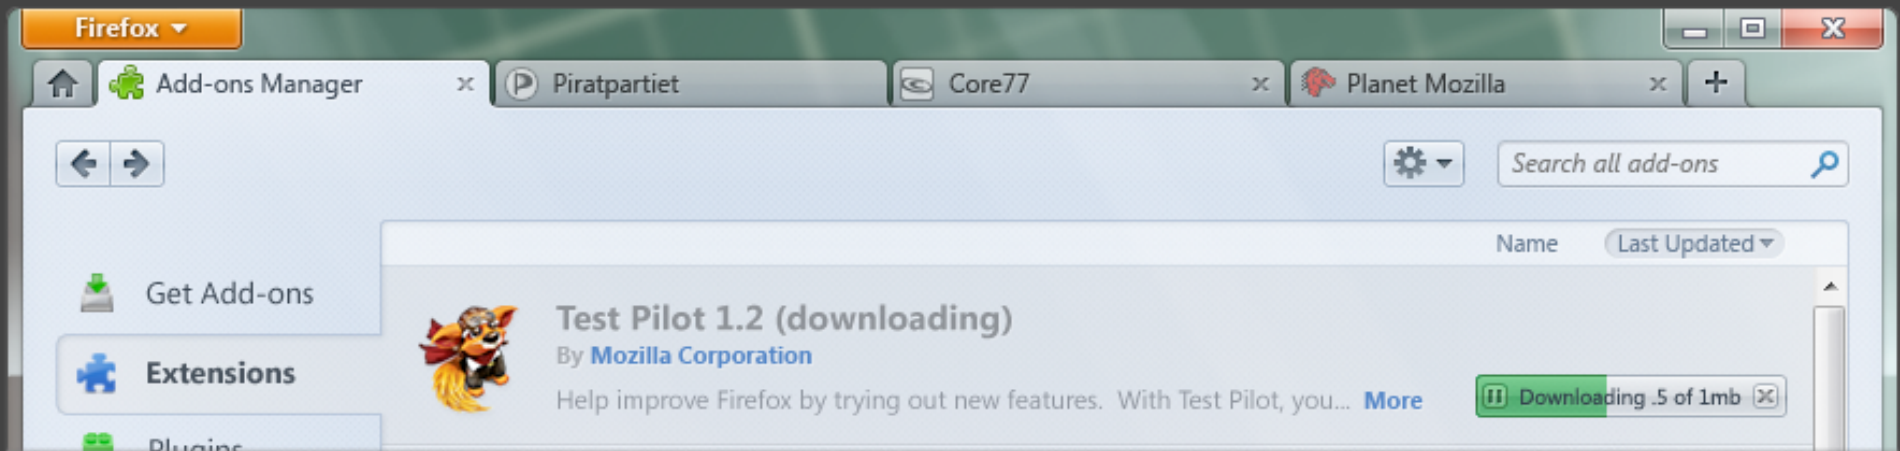 Firefox
Add-ons Manager
Piratpartiet
Core77
Planet Mozilla
Search all add-ons
Name
Last Updated
Get Add-ons
Test Pilot 1.2 (downloading)
By Mozilla Corporation
Extensions
Help improve Firefox by trying out new features. With Test Pilot, you... More
Downloading .5 of 1mb
Plugins